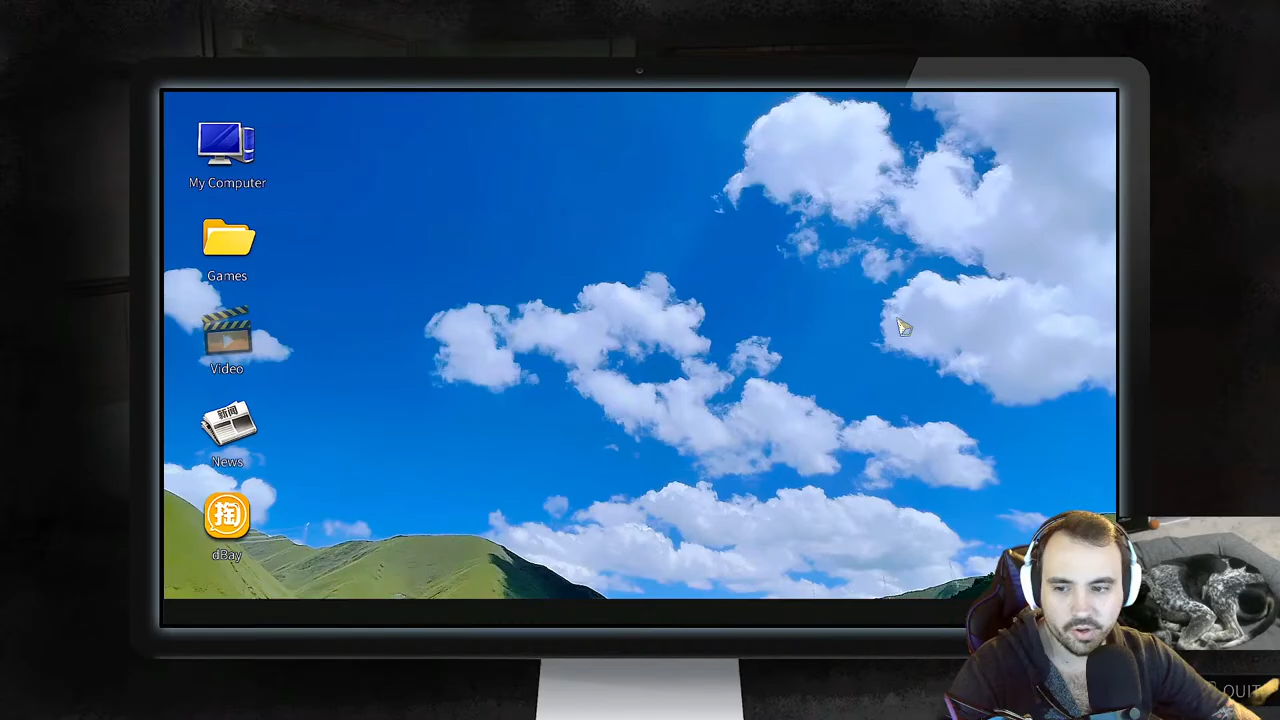 My Computer
Games
Video
新闻
News
掏
dBay
QUIT